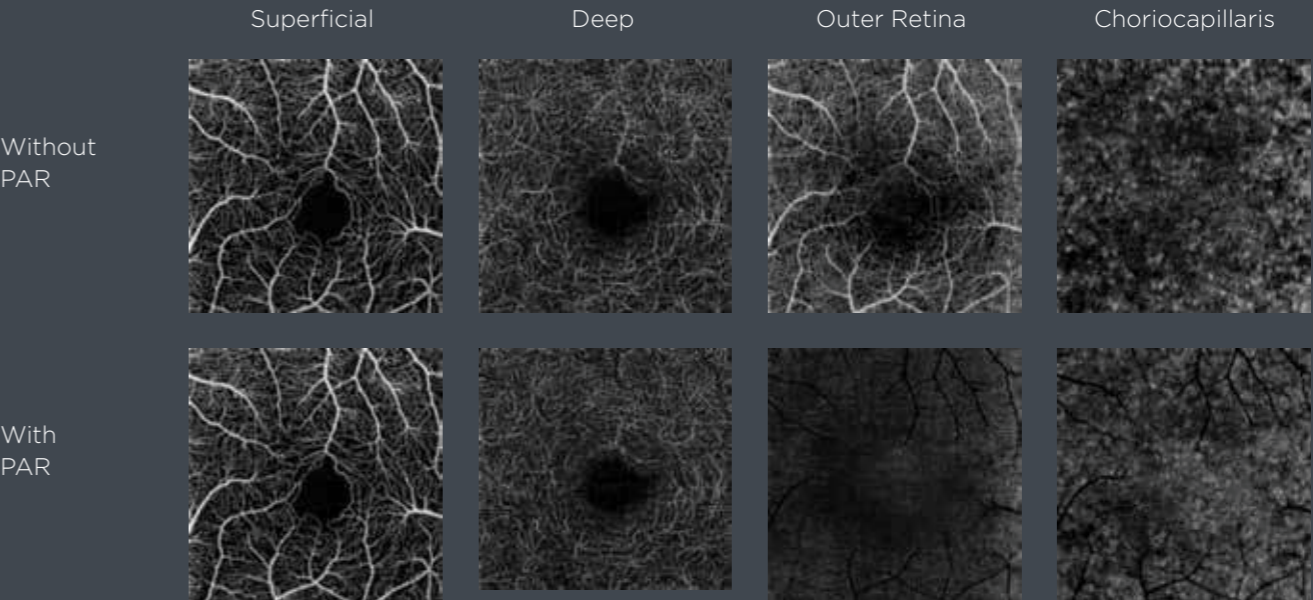 Superficial
Deep
Outer Retina
Choriocapillaris
Without
PAR
With
PAR